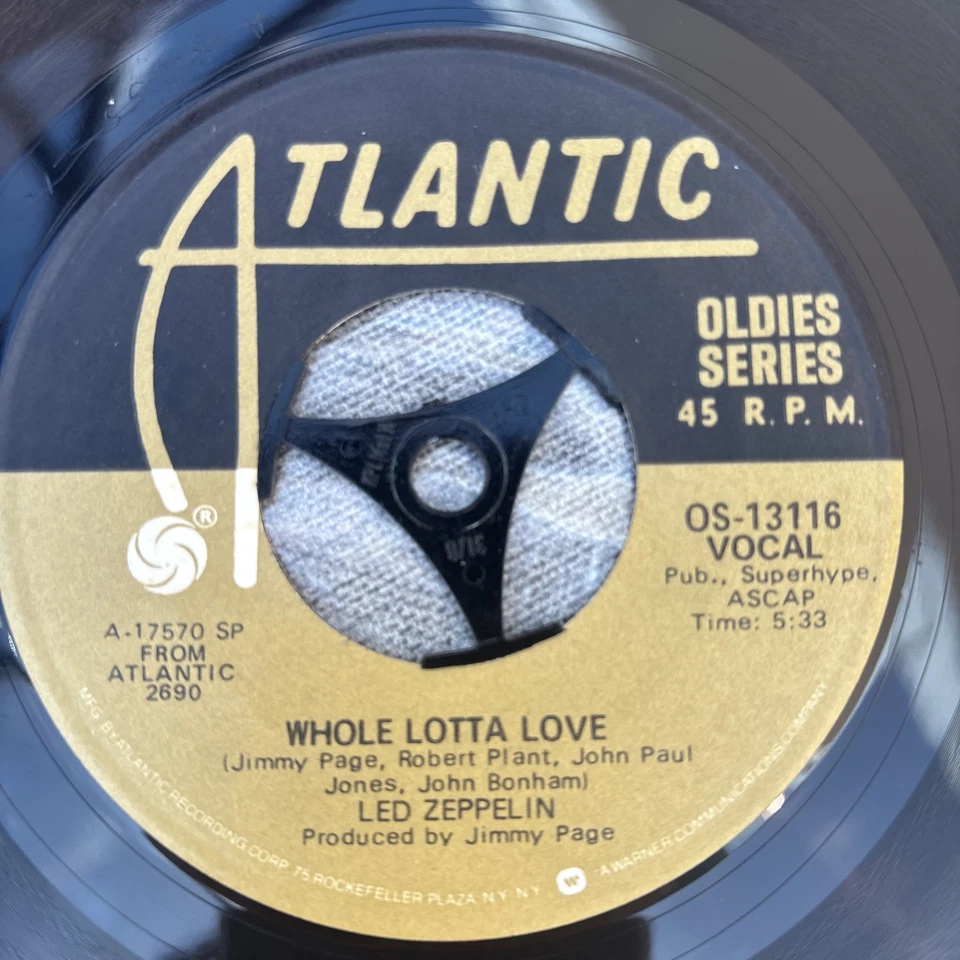 ATLANTIC
OLDIES
SERIES
45 R.P.M.
®
OS-13116
VOCAL
Pub., Superhype,
ASCAP
Time: 5:33
A-17570 SP
FROM
ATLANTIC
2690
WHOLE LOTTA LOVE
(Jimmy Page, Robert Plant, John Paul
Jones, John Bonham)
LED ZEPPELIN
Produced by Jimmy Page
MFG BY ATLANTIC RECORDING CORP. 75 ROCKEFELLER PLAZA N.Y. N.Y. A WARNER COMMUNICATIONS COMPANY